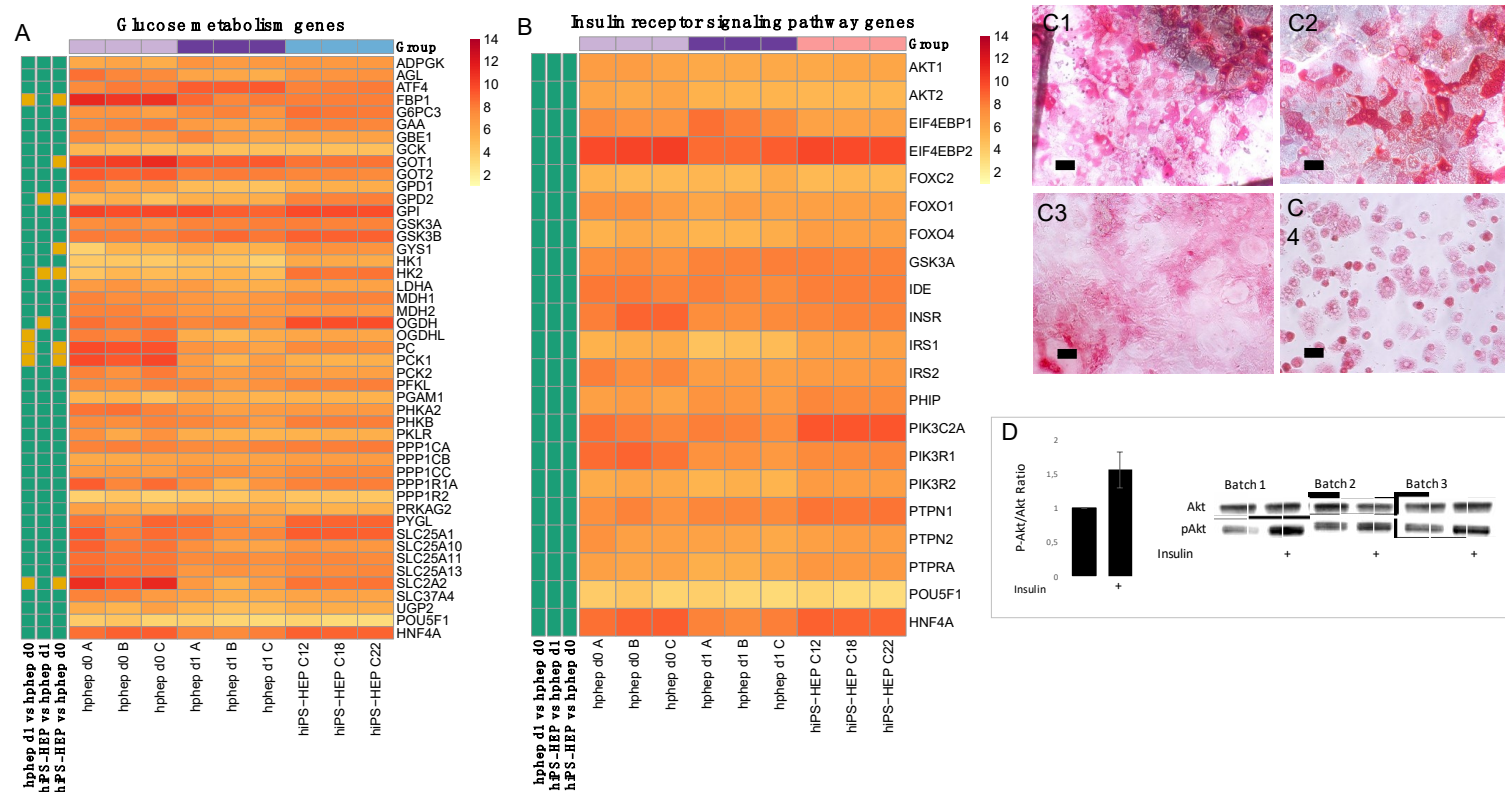 A
Glucose metabolism genes
Group
ADPGK
AGL
ATF4
FBP1
G6PC3
GAA
GBE1
GCK
GOT1
GOT2
GPD1
GPD2
GPI
GSK3A
GSK3B
GYS1
HK1
HK2
LDHA
MDH1
MDH2
OGDH
OGDHL
PC
PCK1
PCK2
PFKL
PGAM1
PHKA2
PHKB
PKLR
PPP1CA
PPP1CB
PPP1CC
PPP1R1A
PPP1R2
PRKAG2
PYGL
SLC25A1
SLC25A10
SLC25A11
SLC25A13
SLC2A2
SLC37A4
UGP2
POU5F1
HNF4A
14
12
10
8
6
4
2
hphep d1 vs hphep d0
hiPS-HEP vs hphep d1
hiPS-HEP vs hphep d0
hphep d0 A
hphep d0 B
hphep d0 C
hphep d1 A
hphep d1 B
hphep d1 C
hiPS-HEP C12
hiPS-HEP C18
hiPS-HEP C22
B
Insulin receptor signaling pathway genes
Group
AKT1
AKT2
EIF4EBP1
EIF4EBP2
FOXC2
FOXO1
FOXO4
GSK3A
IDE
INSR
IRS1
IRS2
PHIP
PIK3C2A
PIK3R1
PIK3R2
PTPN1
PTPN2
PTPRA
POU5F1
HNF4A
14
12
10
8
6
4
2
hphep d1 vs hphep d0
hiPS-HEP vs hphep d1
hiPS-HEP vs hphep d0
hphep d0 A
hphep d0 B
hphep d0 C
hphep d1 A
hphep d1 B
hphep d1 C
hiPS-HEP C12
hiPS-HEP C18
hiPS-HEP C22
C1
C2
C3
C
4
D
P-Akt/Akt Ratio
2
1,5
1
0,5
0
Insulin +
Batch 1 Batch 2 Batch 3
Akt
pAkt
Insulin + + +